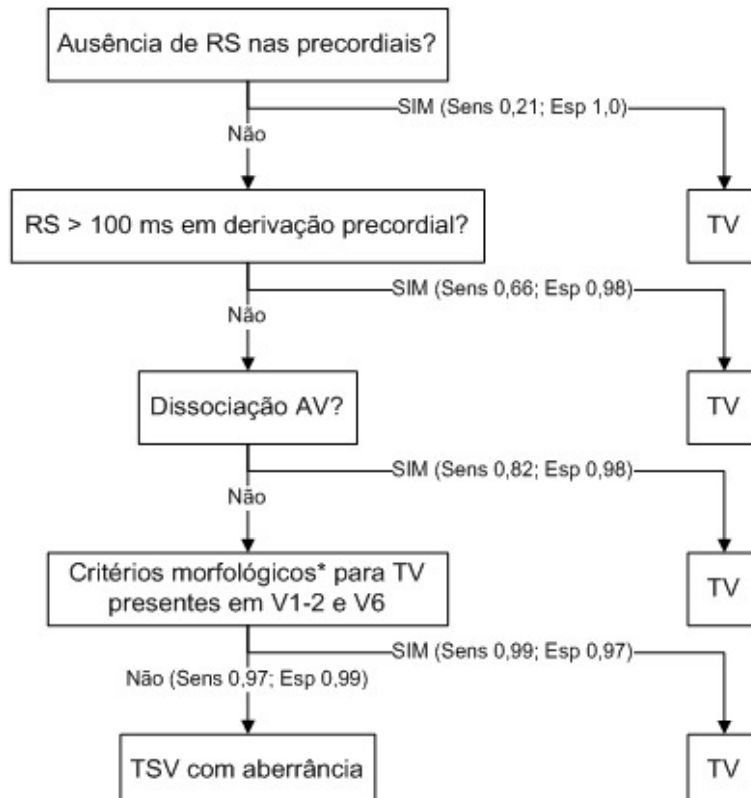 Ausência de RS nas precordiais?
SIM (Sens 0,21; Esp 1,0)
Não
RS > 100 ms em derivação precordial?
TV
SIM (Sens 0,66; Esp 0,98)
Não
Dissociação AV?
TV
SIM (Sens 0,82; Esp 0,98)
Não
Critérios morfológicos* para TV
presentes em V1-2 e V6
TV
SIM (Sens 0,99; Esp 0,97)
Não (Sens 0,97; Esp 0,99)
TSV com aberrância
TV